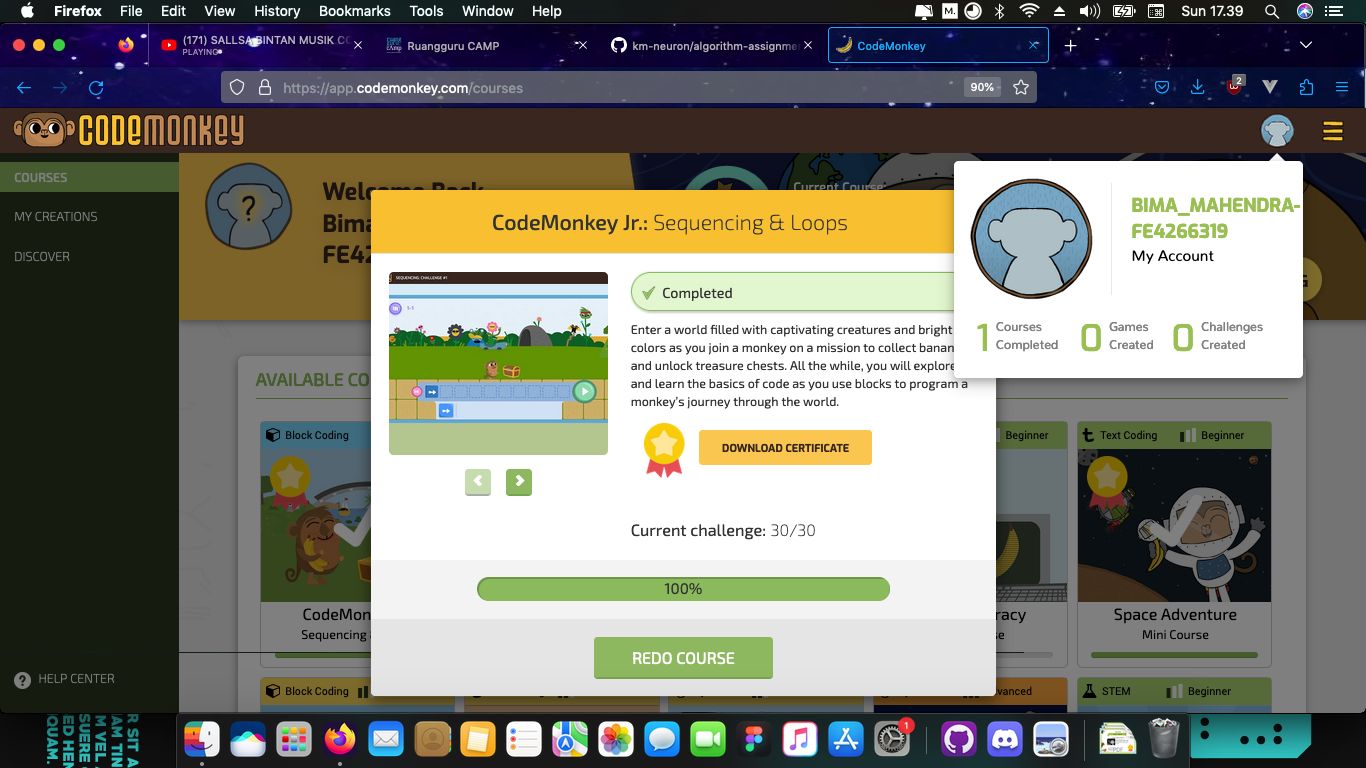 Firefox File Edit View History Bookmarks Tools Window Help
Sun 17.39
(171) SALLSA BINTAN MUSIK CO
PLAYING
Ruangguru CAMP
km-neuron/algorithm-assignme
CodeMonkey
https://app.codemonkey.com/courses
90%
2
CODEMONKEY
COURSES
MY CREATIONS
DISCOVER
HELP CENTER
Welcome Back
Bima
FE4
Current Course:
BIMA_MAHENDRA-
FE4266319
My Account
1 Courses Completed
0 Games Created
0 Challenges Created
CodeMonkey Jr.: Sequencing & Loops
SEQUENCING: CHALLENGE #1
1-1
Completed
Enter a world filled with captivating creatures and bright
colors as you join a monkey on a mission to collect banan
and unlock treasure chests. All the while, you will explore
and learn the basics of code as you use blocks to program a
monkey's journey through the world.
DOWNLOAD CERTIFICATE
Current challenge: 30/30
100%
REDO COURSE
AVAILABLE CO
Block Coding
Beginner
Text Coding
Beginner
CodeMon
Sequencing
racy
se
Space Adventure
Mini Course
Block Coding
vanced
STEM
Beginner
R SIT A
IAM TIN
M VEL
SUERE
ED HEN
IQUAM.
1